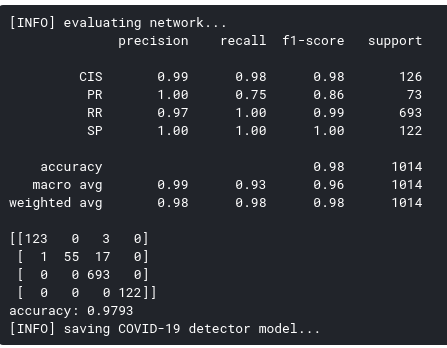 [INFO] evaluating network...
precision recall f1-score support
CIS 0.99 0.98 0.98 126
PR 1.00 0.75 0.86 73
RR 0.97 1.00 0.99 693
SP 1.00 1.00 1.00 122
accuracy 0.98 1014
macro avg 0.99 0.93 0.96 1014
weighted avg 0.98 0.98 0.98 1014
[[123 0 3 0]
[ 1 55 17 0]
[ 0 0 693 0]
[ 0 0 0 122]]
accuracy: 0.9793
[INFO] saving COVID-19 detector model...